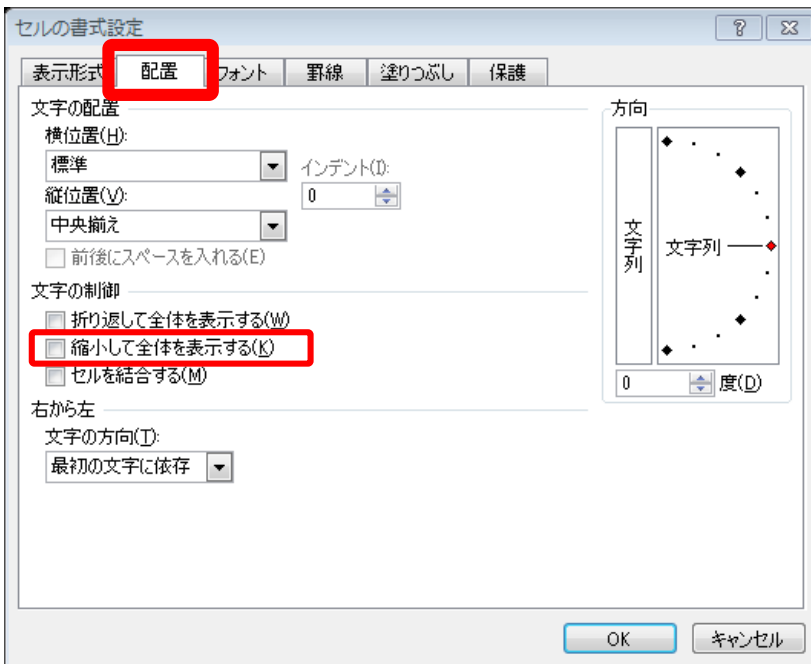 セルの書式設定
表示形式 配置 フォント 罫線 塗りつぶし 保護
文字の配置
横位置(H):
標準
インデント(I):
縦位置(V):
0
中央揃え
前後にスペースを入れる(E)
文字の制御
折り返して全体を表示する(W)
縮小して全体を表示する(K)
セルを結合する(M)
右から左
文字の方向(T):
最初の文字に依存
方向
文字列
文字列
0 度(D)
OK キャンセル